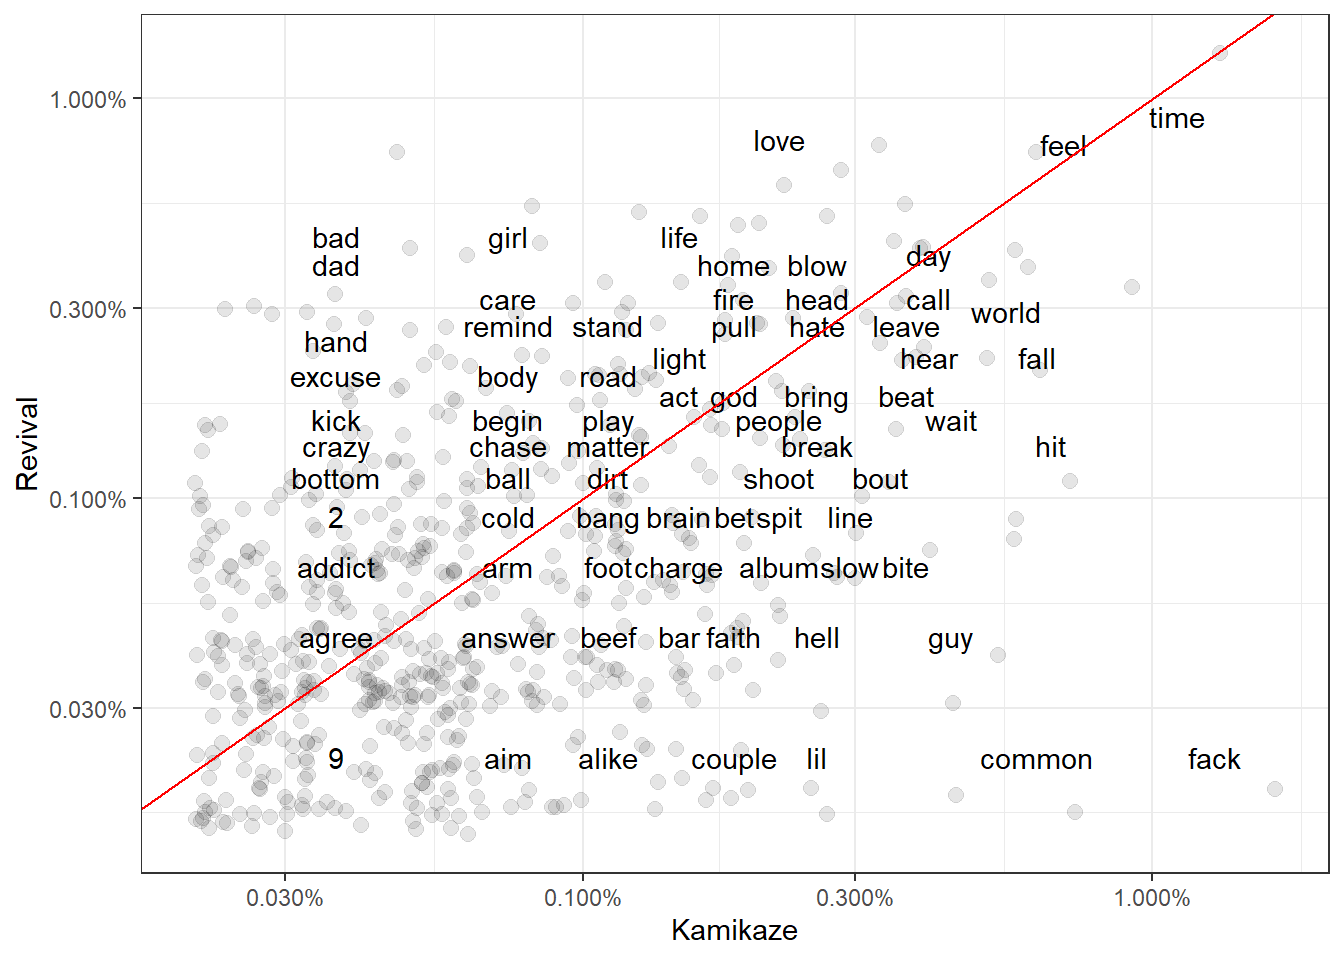 1.000%
time
love
feel
bad girl life
day
dad home blow
care fire head call
0.300%
world
remind stand pull hate leave
hand
light hear fall
excuse body road
act god bring beat
Revival
kick begin play people wait
crazy chase matter break hit
bottom ball dirt shoot bout
0.100%
2 cold bang brain bet spit line
addict arm foot charge album slow bite
agree answer beef bar faith hell guy
0.030%
9 aim alike couple lil common fack
0.030% 0.100% 0.300% 1.000%
Kamikaze